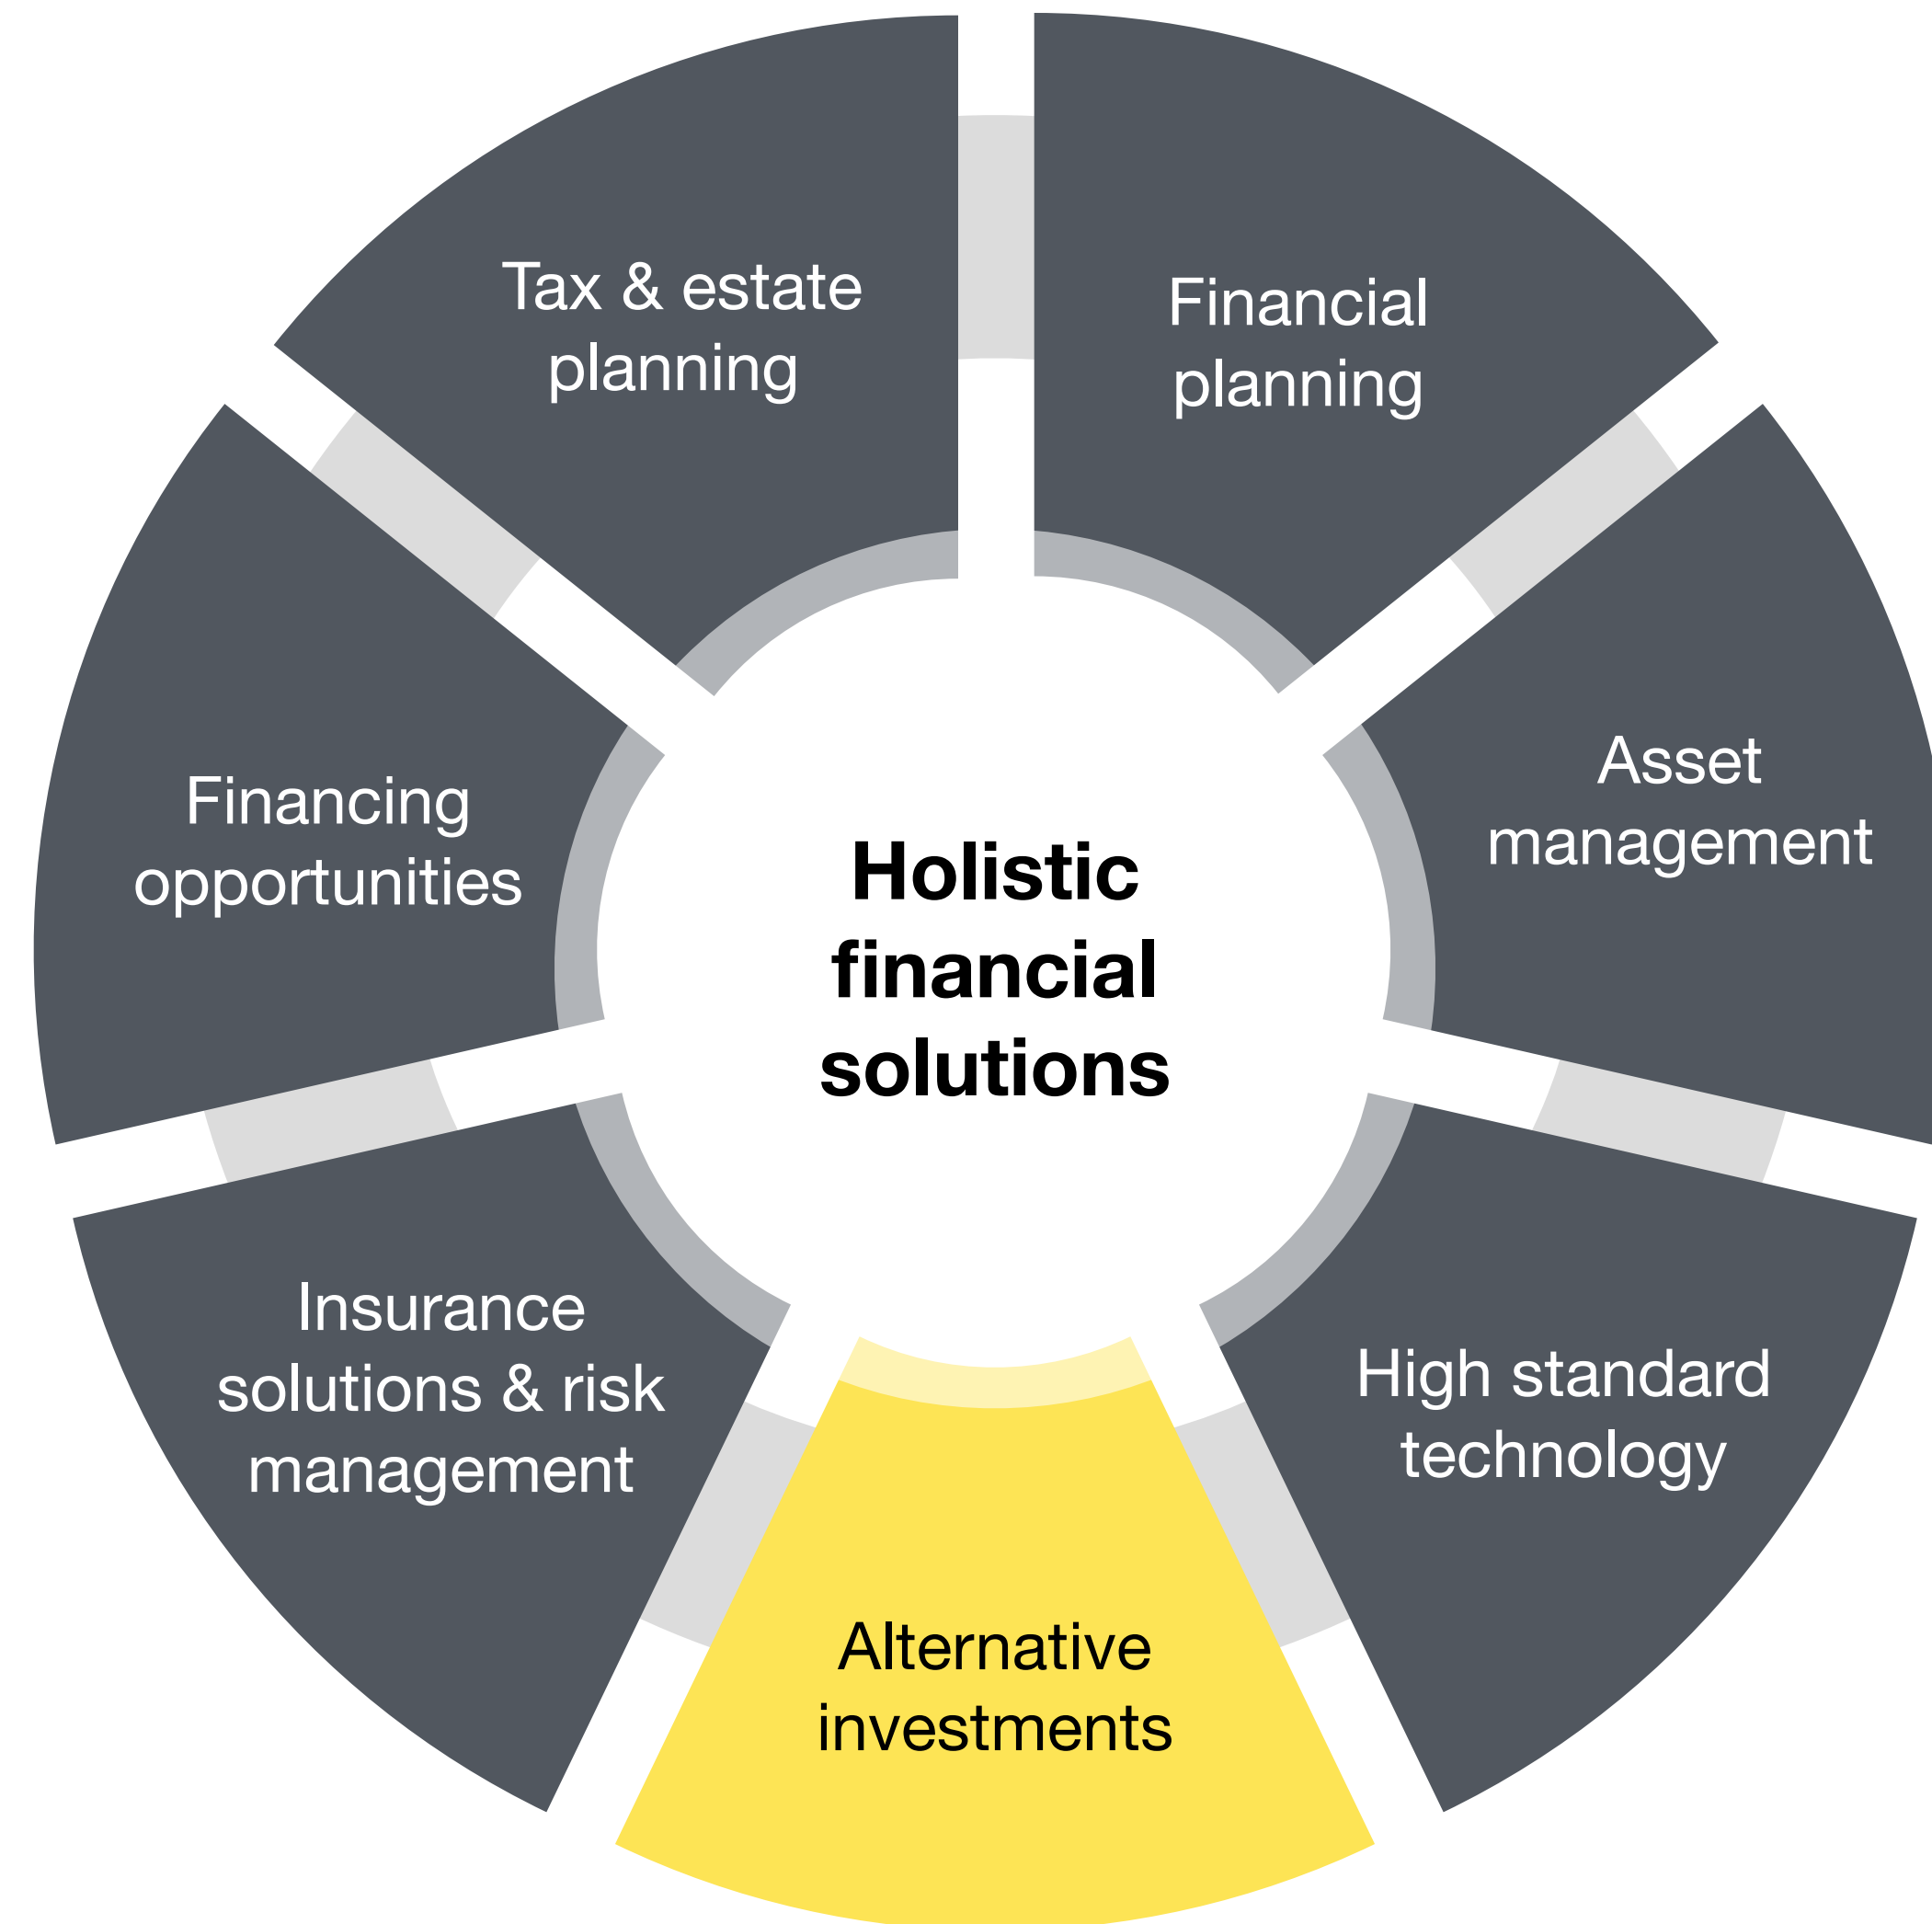 Tax & estate
planning
Financial
planning
Asset
management
High standard
technology
Alternative
investments
Insurance
solutions & risk
management
Financing
opportunities
Holistic
financial
solutions